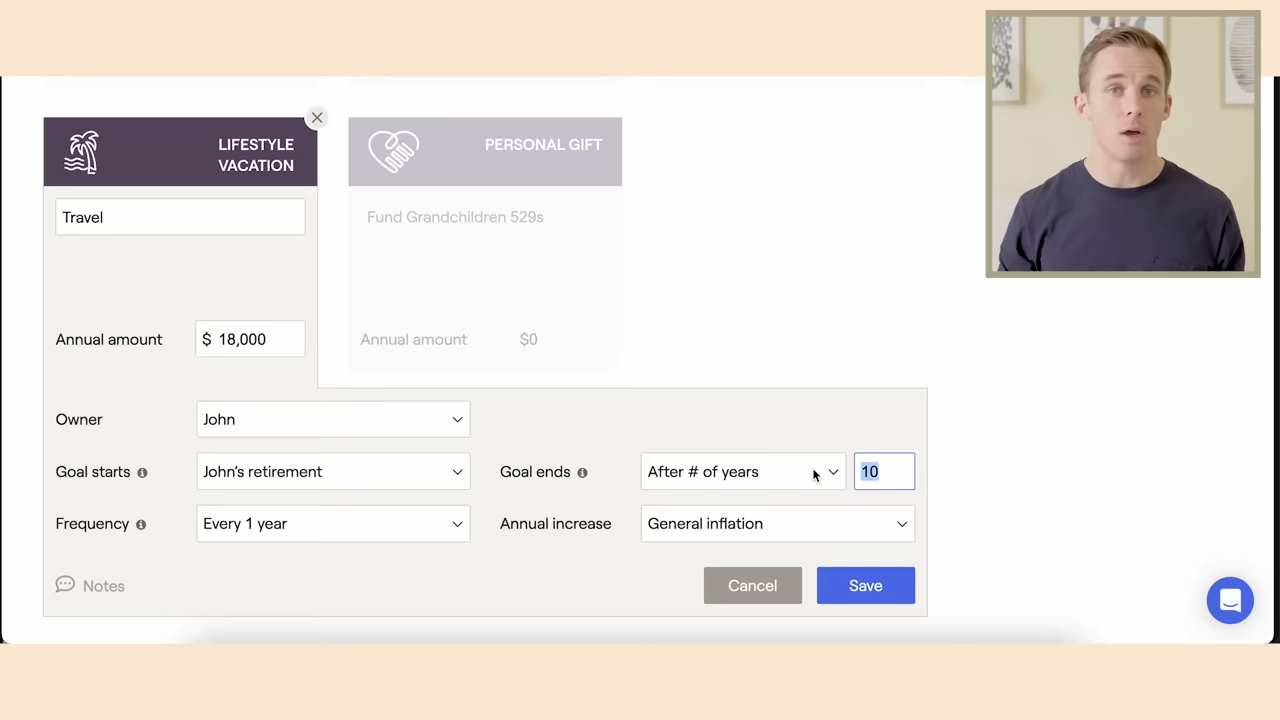 LIFESTYLE
VACATION
PERSONAL GIFT
Travel
Fund Grandchildren 529s
Annual amount $ 18,000
Annual amount $0
Owner John
Goal starts John's retirement Goal ends After # of years 10
Frequency Every 1 year Annual increase General inflation
Notes Cancel Save